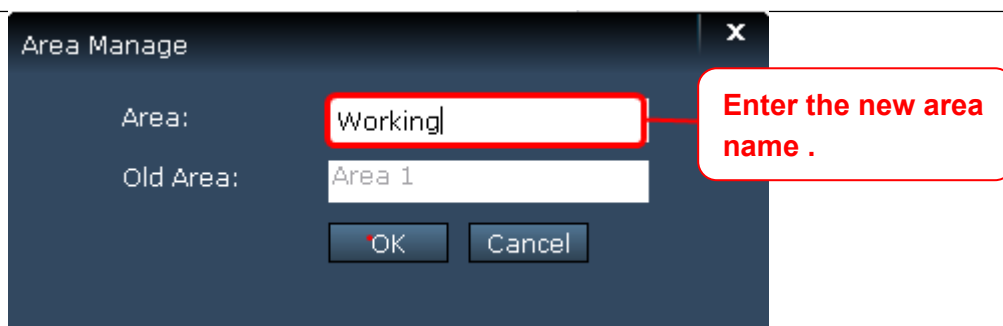 Area Manage
x
Area:
Working
Enter the new area
name .
Old Area:
Area 1
OK
Cancel